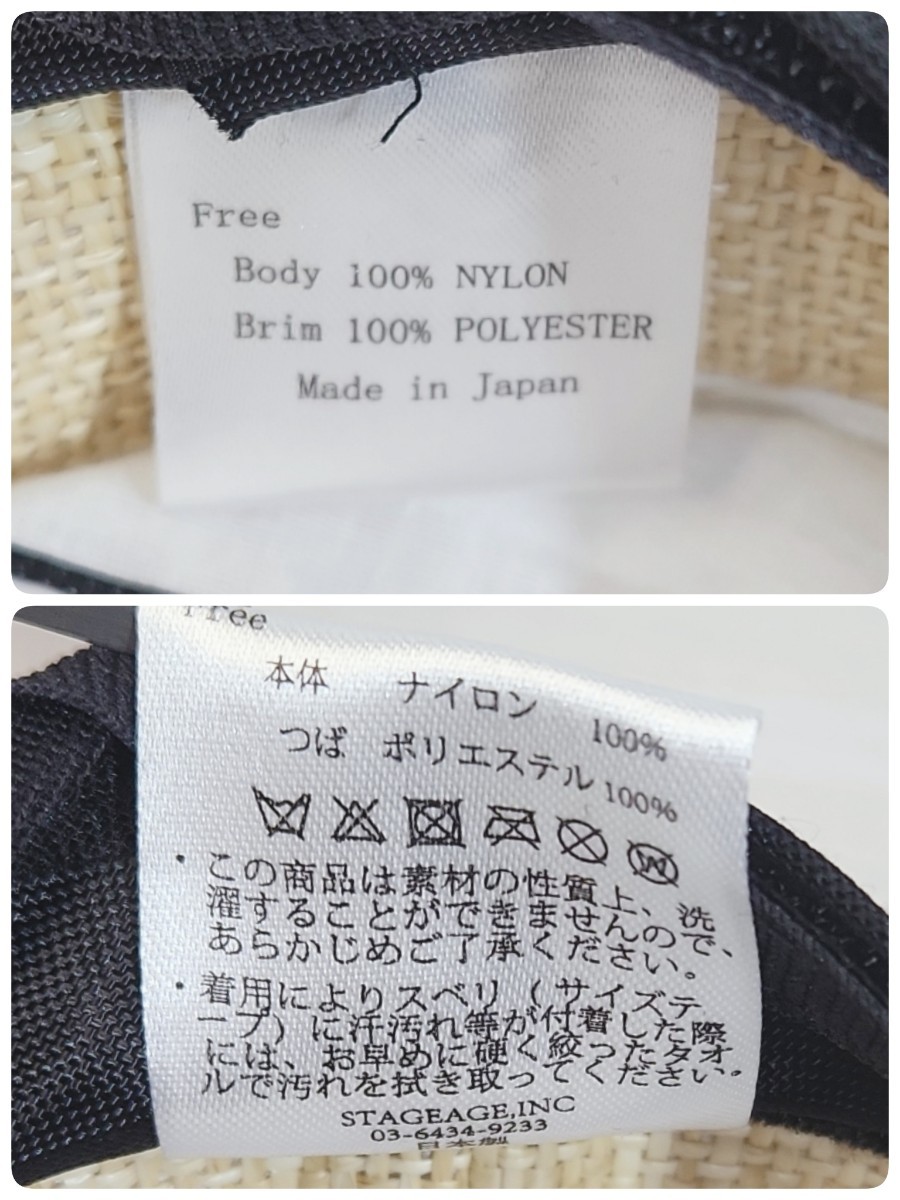 Free
Body 100% NYLON
Brim 100% POLYESTER
Made in Japan
Free
本体 ナイロン 100%
つば ポリエステル 100%
・この商品は素材の性質上、洗
濯することができませんので、
あらかじめご了承ください。
・着用によりスベリ(サイズテ
ープ)に汗汚れ等が付着した際
には、お早めに硬く絞ったタオ
ルで汚れを拭き取ってください。
STAGEAGE,INC
03-6434-9233
日本製